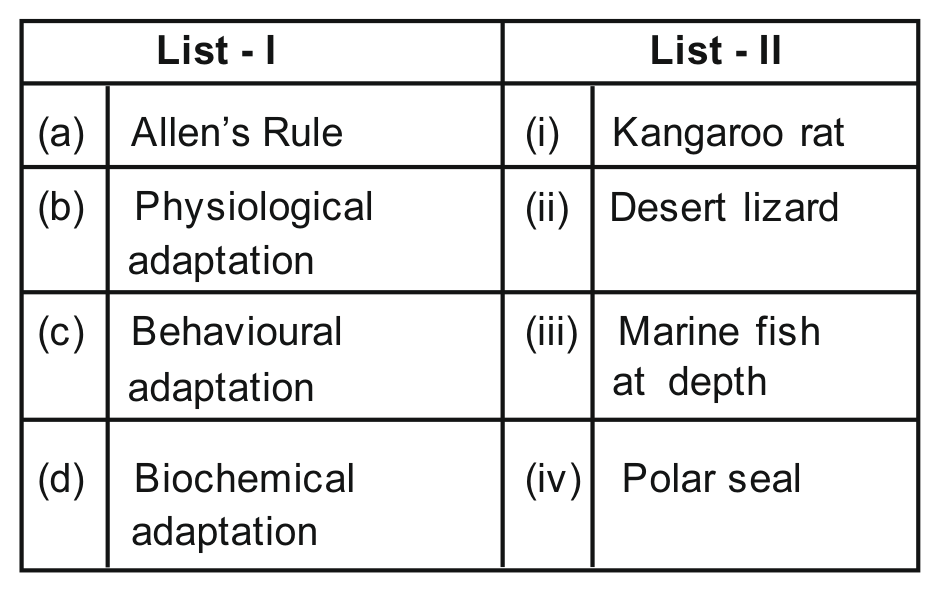 List - I List - II
(a) Allen’s Rule (i) Kangaroo rat
(b) Physiological (ii) Desert lizard
adaptation
(c) Behavioural (iii) Marine fish
adaptation at depth
(d) Biochemical (iv) Polar seal
adaptation